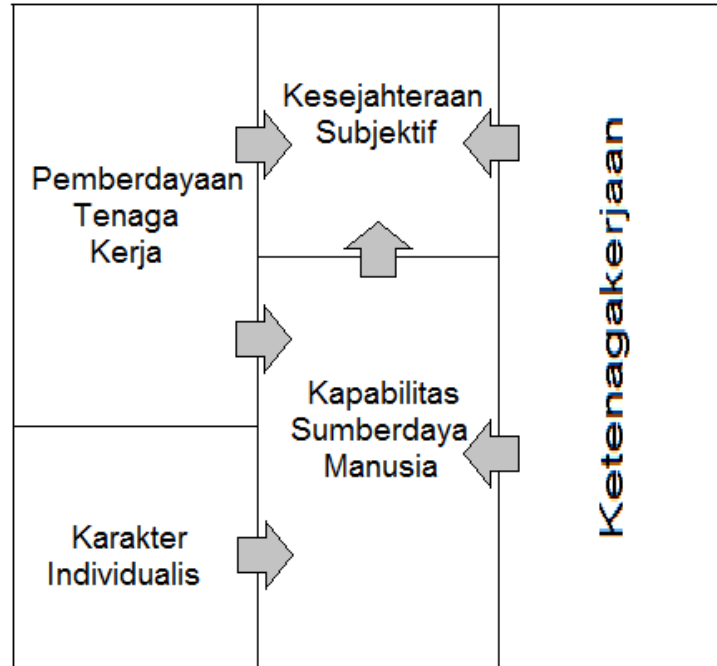 Kesejahteraan
Subjektif
Pemberdayaan
Tenaga
Kerja
Kapabilitas
Sumberdaya
Manusia
Karakter
Individualis
Ketenagakerjaan